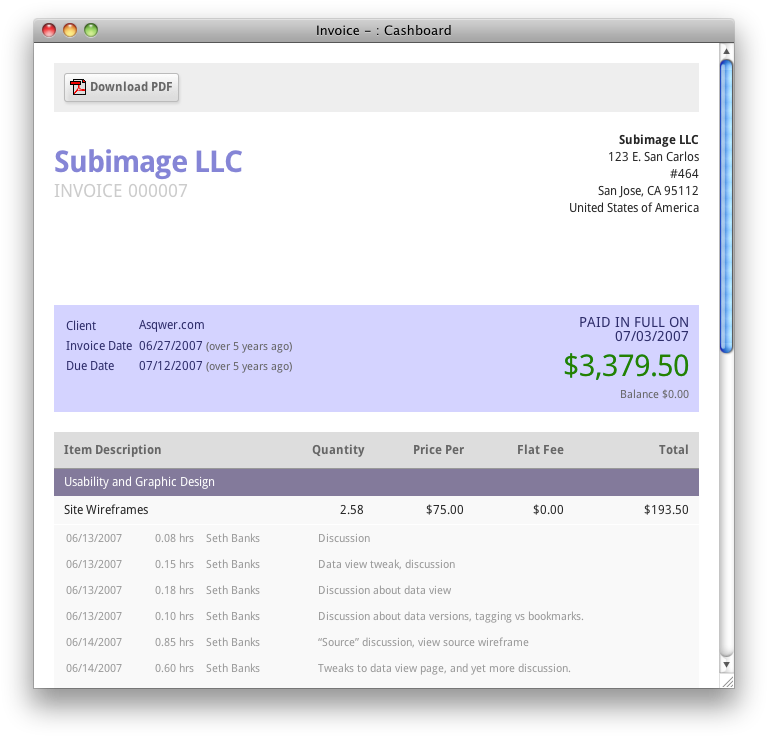 Invoice – : Cashboard
Download PDF
Subimage LLC
INVOICE 000007
Subimage LLC
123 E. San Carlos
#464
San Jose, CA 95112
United States of America
Client Asqwer.com
Invoice Date 06/27/2007 (over 5 years ago)
Due Date 07/12/2007 (over 5 years ago)
PAID IN FULL ON
07/03/2007
$3,379.50
Balance $0.00
Item Description Quantity Price Per Flat Fee Total
Usability and Graphic Design
Site Wireframes 2.58 $75.00 $0.00 $193.50
06/13/2007 0.08 hrs Seth Banks Discussion
06/13/2007 0.15 hrs Seth Banks Data view tweak, discussion
06/13/2007 0.18 hrs Seth Banks Discussion about data view
06/13/2007 0.10 hrs Seth Banks Discussion about data versions, tagging vs bookmarks.
06/14/2007 0.85 hrs Seth Banks “Source” discussion, view source wireframe
06/14/2007 0.60 hrs Seth Banks Tweaks to data view page, and yet more discussion.